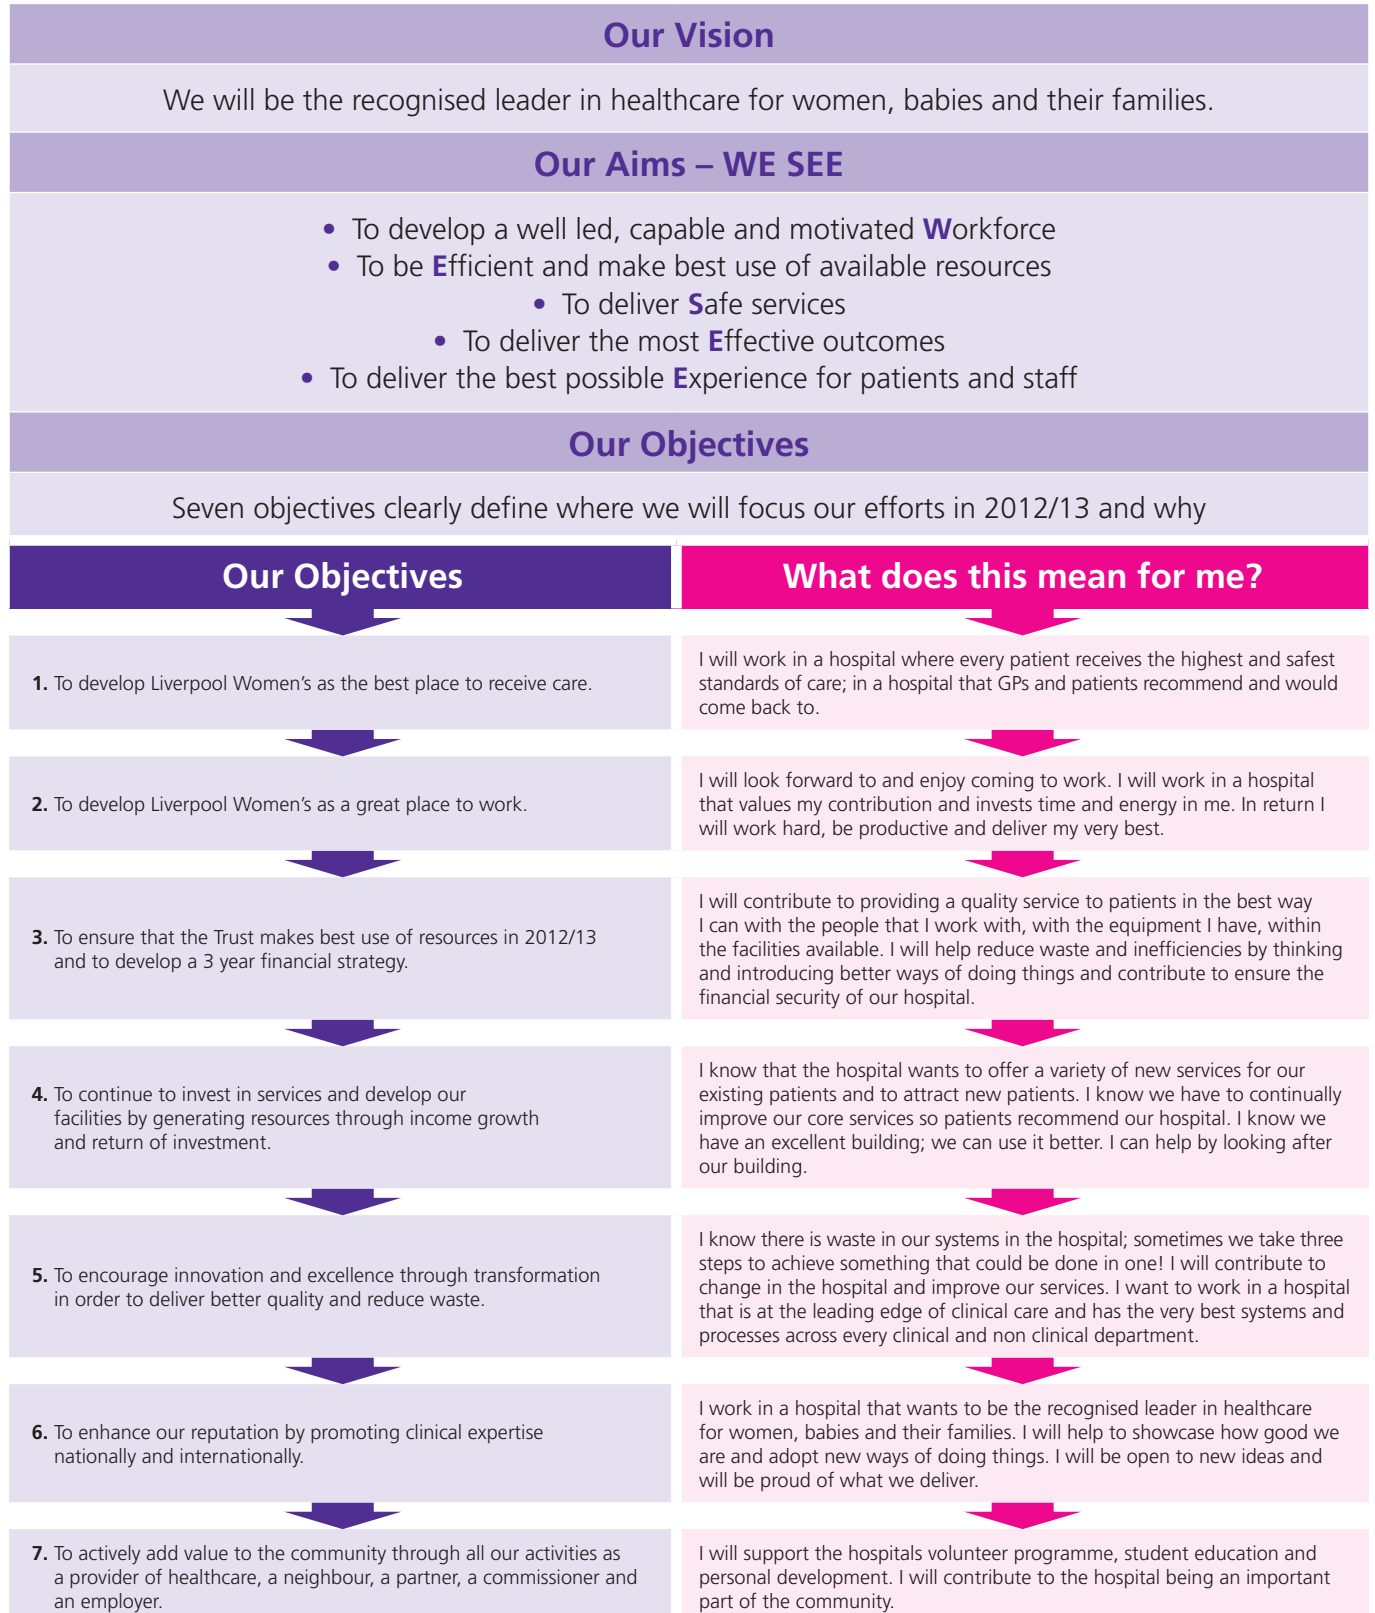 Our Vision
We will be the recognised leader in healthcare for women, babies and their families.
Our Aims – WE SEE
• To develop a well led, capable and motivated Workforce
• To be Efficient and make best use of available resources
• To deliver Safe services
• To deliver the most Effective outcomes
• To deliver the best possible Experience for patients and staff
Our Objectives
Seven objectives clearly define where we will focus our efforts in 2012/13 and why
Our Objectives
What does this mean for me?
1. To develop Liverpool Women's as the best place to receive care.
I will work in a hospital where every patient receives the highest and safest
standards of care; in a hospital that GPs and patients recommend and would
come back to.
2. To develop Liverpool Women's as a great place to work.
I will look forward to and enjoy coming to work. I will work in a hospital
that values my contribution and invests time and energy in me. In return I
will work hard, be productive and deliver my very best.
3. To ensure that the Trust makes best use of resources in 2012/13
and to develop a 3 year financial strategy.
I will contribute to providing a quality service to patients in the best way
I can with the people that I work with, with the equipment I have, within
the facilities available. I will help reduce waste and inefficiencies by thinking
and introducing better ways of doing things and contribute to ensure the
financial security of our hospital.
4. To continue to invest in services and develop our
facilities by generating resources through income growth
and return of investment.
I know that the hospital wants to offer a variety of new services for our
existing patients and to attract new patients. I know we have to continually
improve our core services so patients recommend our hospital. I know we
have an excellent building; we can use it better. I can help by looking after
our building.
5. To encourage innovation and excellence through transformation
in order to deliver better quality and reduce waste.
I know there is waste in our systems in the hospital; sometimes we take three
steps to achieve something that could be done in one! I will contribute to
change in the hospital and improve our services. I want to work in a hospital
that is at the leading edge of clinical care and has the very best systems and
processes across every clinical and non clinical department.
6. To enhance our reputation by promoting clinical expertise
nationally and internationally.
I work in a hospital that wants to be the recognised leader in healthcare
for women, babies and their families. I will help to showcase how good we
are and adopt new ways of doing things. I will be open to new ideas and
will be proud of what we deliver.
7. To actively add value to the community through all our activities as
a provider of healthcare, a neighbour, a partner, a commissioner and
an employer.
I will support the hospitals volunteer programme, student education and
personal development. I will contribute to the hospital being an important
part of the community.